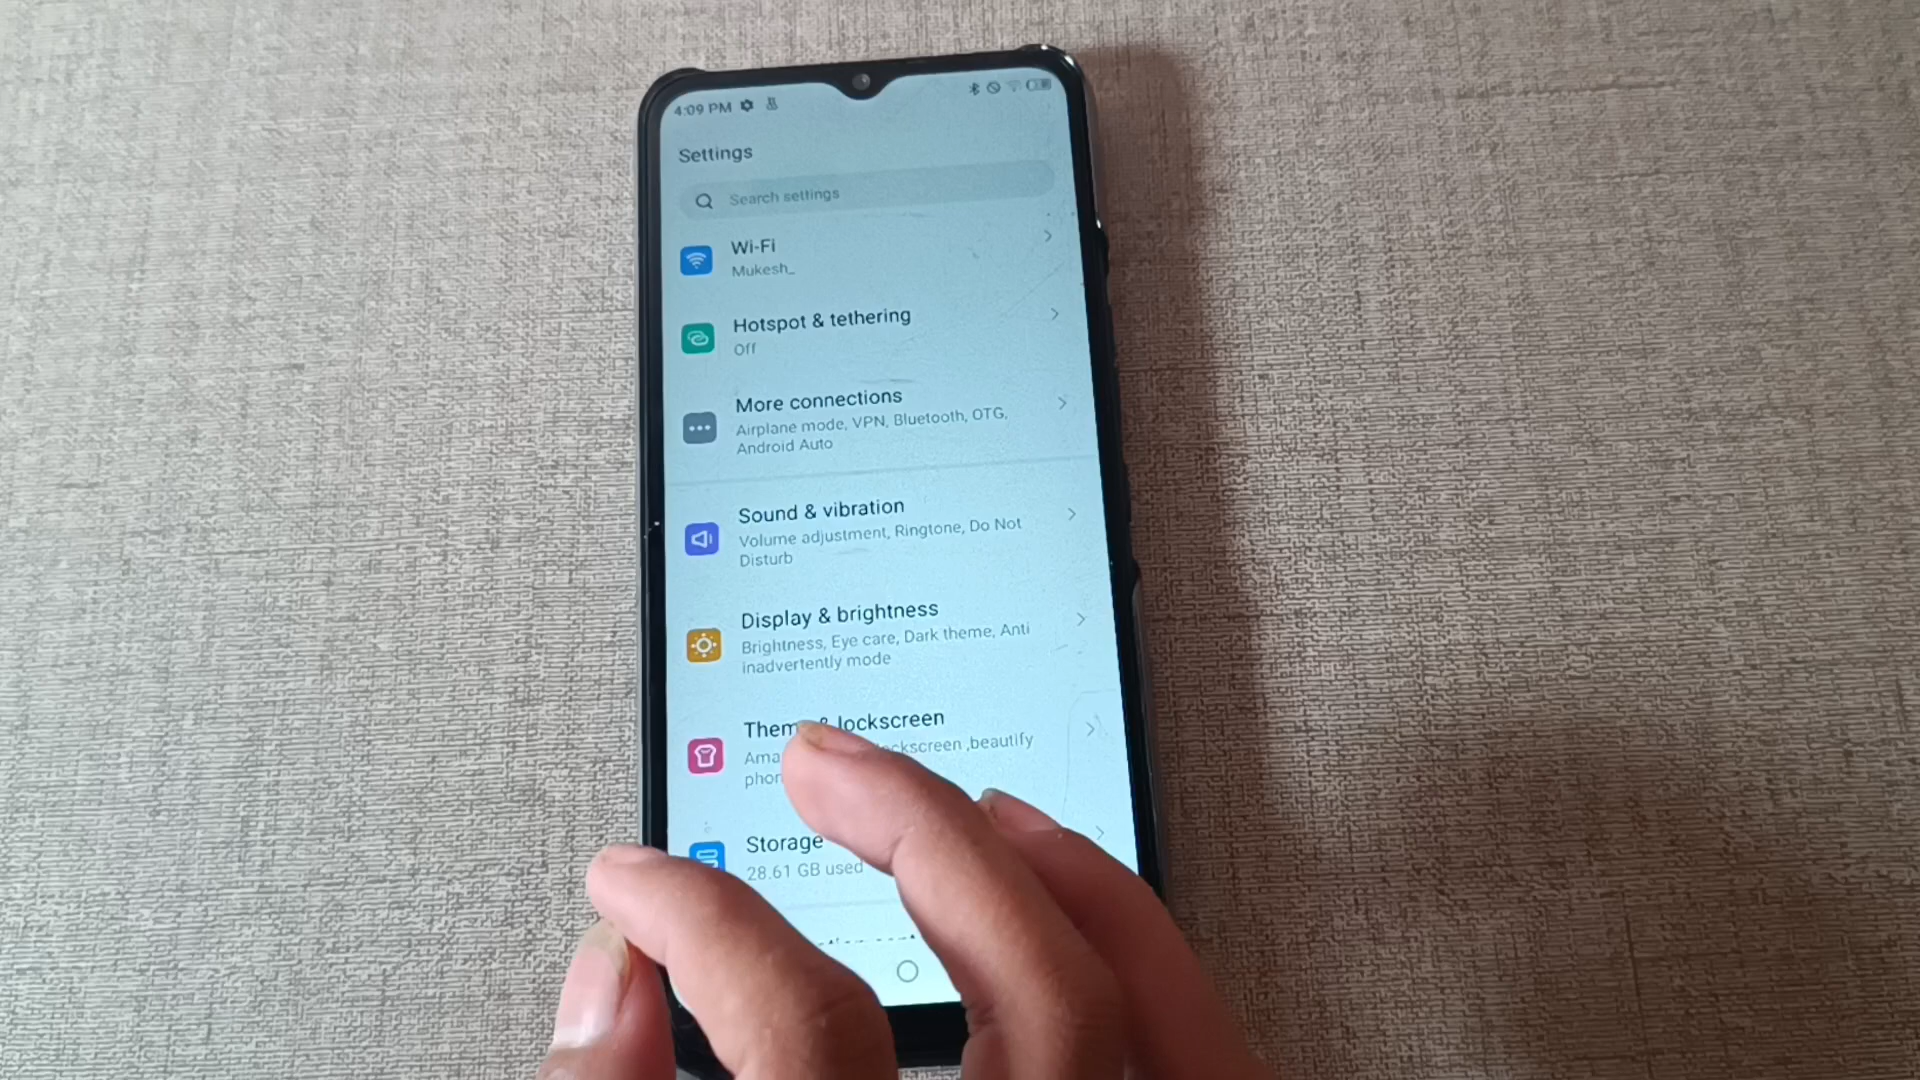 4:09 PM
Settings
Search settings
Wi-Fi
Mukesh_
Hotspot & tethering
Off
More connections
Airplane mode, VPN, Bluetooth, OTG,
Android Auto
Sound & vibration
Volume adjustment, Ringtone, Do Not
Disturb
Display & brightness
Brightness, Eye care, Dark theme, Anti
inadvertently mode
& lockscreen
,beautify
Storage
28.61 GB used